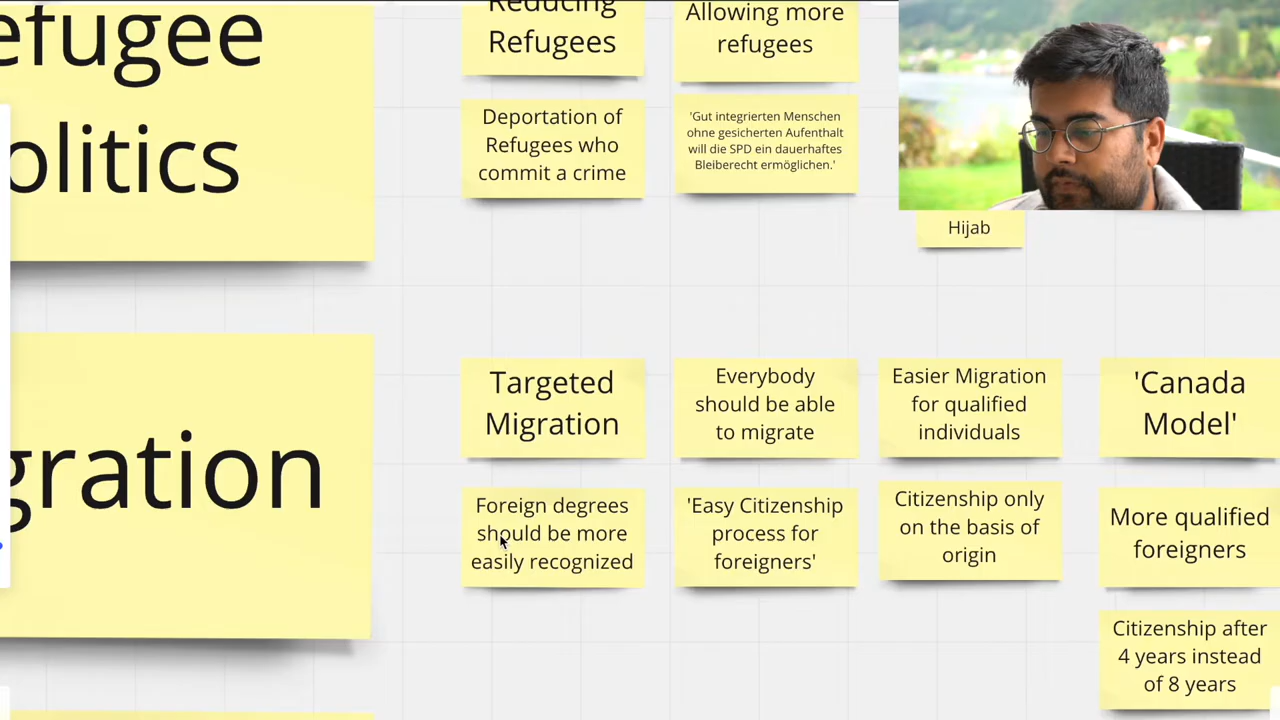 efugee
olitics
Reducing
Refugees
Allowing more
refugees
Deportation of
Refugees who
commit a crime
'Gut integrierten Menschen
ohne gesicherten Aufenthalt
will die SPD ein dauerhaftes
Bleiberecht ermöglichen.'
Hijab
gration
Targeted
Migration
Everybody
should be able
to migrate
Easier Migration
for qualified
individuals
'Canada
Model'
Foreign degrees
should be more
easily recognized
'Easy Citizenship
process for
foreigners'
Citizenship only
on the basis of
origin
More qualified
foreigners
Citizenship after
4 years instead
of 8 years